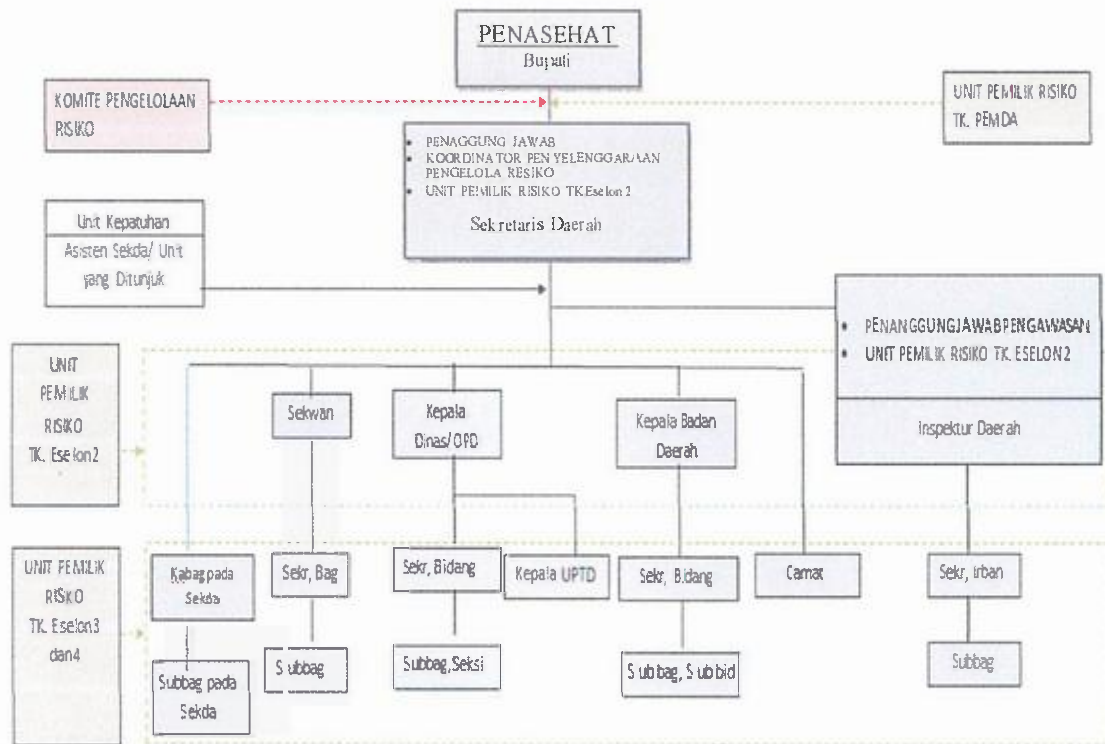 PENASEHAT
Bupati
KOMITE PENGELOLAAN
RISIKO
UNIT PEMILIK RISIKO
TK. PEMDA
• PENAGGUNG JAWAB
• KOORDINATOR PENYELENGGARAAN
PENGELOLA RESIKO
• UNIT PEMILIK RISIKO TK.Eselon 2
Sekretaris Daerah
Unit Kepatuhan
Asisten Sekda/ Unit
yang Ditunjuk
• PENANGGUNGJAWAB PENGAWASAN
• UNIT PEMILIK RISIKO TK. ESELON 2
Inspektur Daerah
UNIT
PEMILIK
RISIKO
TK. Eselon2
Sekwan
Kepala
Dinas/OPD
Kepala Badan
Daerah
UNIT PEMILIK
RISIKO
TK. Eselon3
dan4
Kabag pada
Sekda
Sekr, Bag
Sekr, Bidang
Kepala UPTD
Sekr, Bidang
Camat
Sekr, Irban
Subbag pada
Sekda
Subbag
Subbag,Seksi
Subbag, Subbid
Subbag